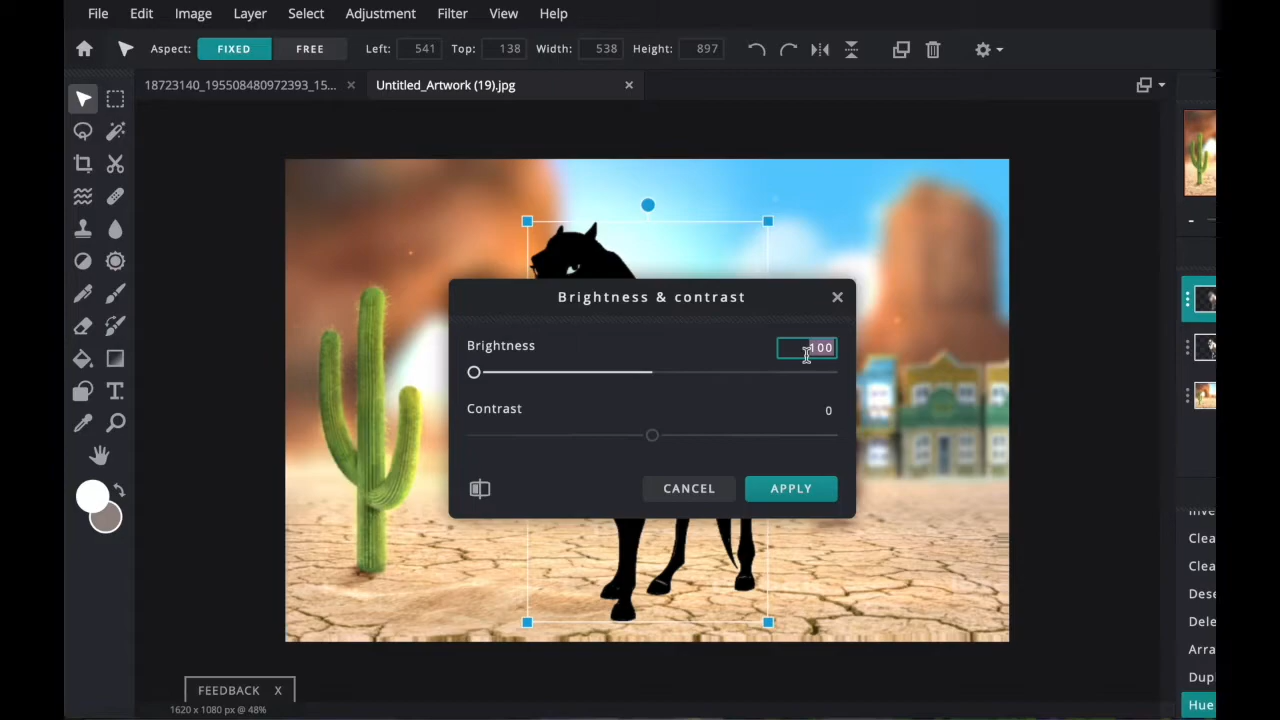 File Edit Image Layer Select Adjustment Filter View Help
Aspect: FIXED FREE Left: 541 Top: 138 Width: 538 Height: 897
18723140_195508480972393_15... Untitled_Artwork (19).jpg
Brightness & contrast
Brightness 100
Contrast 0
CANCEL APPLY
Clea
Clea
Dese
Dele
Arra
Dup
Hue
FEEDBACK X
1620 x 1080 px @ 48%